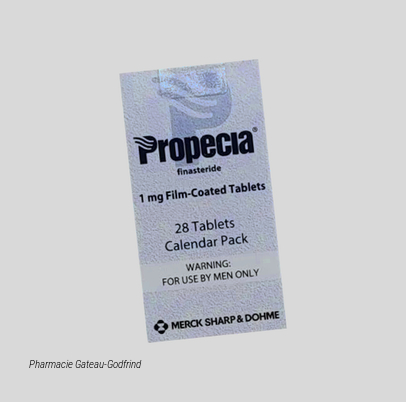 Propecia®
finasteride
1 mg Film-Coated Tablets
28 Tablets
Calendar Pack
WARNING:
FOR USE BY MEN ONLY
MERCK SHARP & DOHME
Pharmacie Gateau-Godfrind